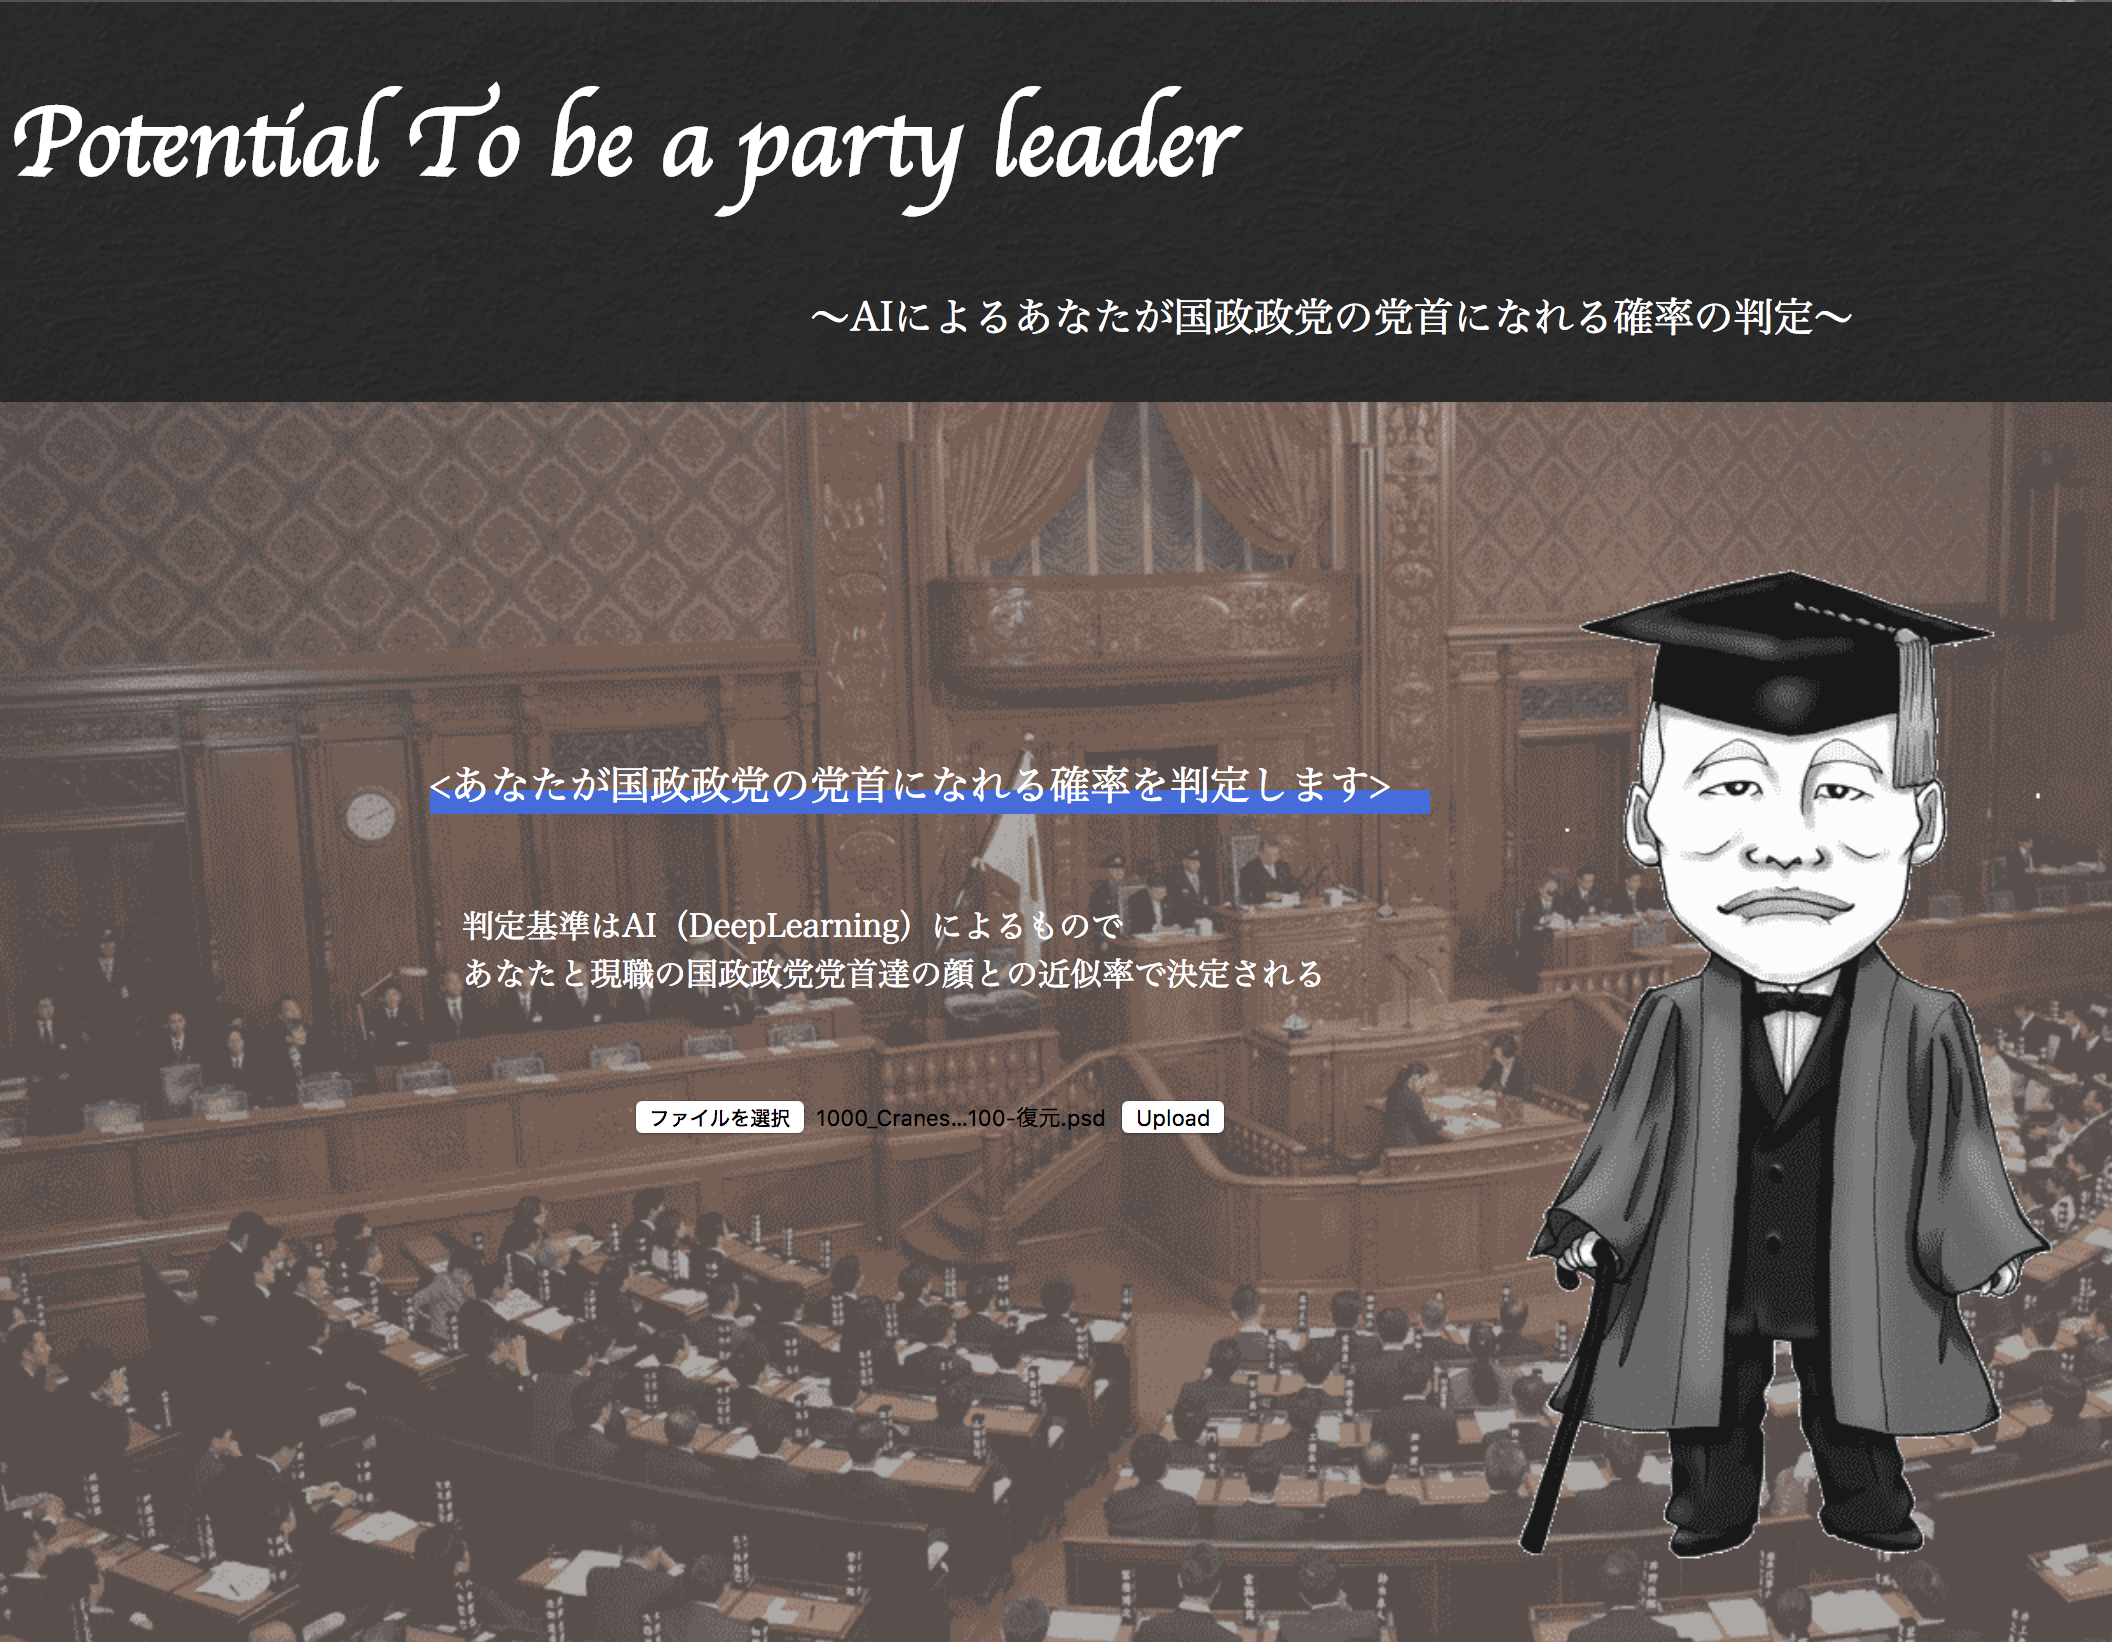 Potential To be a party leader
〜AIによるあなたが国政政党の党首になれる確率の判定〜
<あなたが国政政党の党首になれる確率を判定します>
判定基準はAI（DeepLearning）によるもので
あなたと現職の国政政党党首達の顔との近似率で決定される
ファイルを選択 1000_Cranes...100-復元.psd Upload